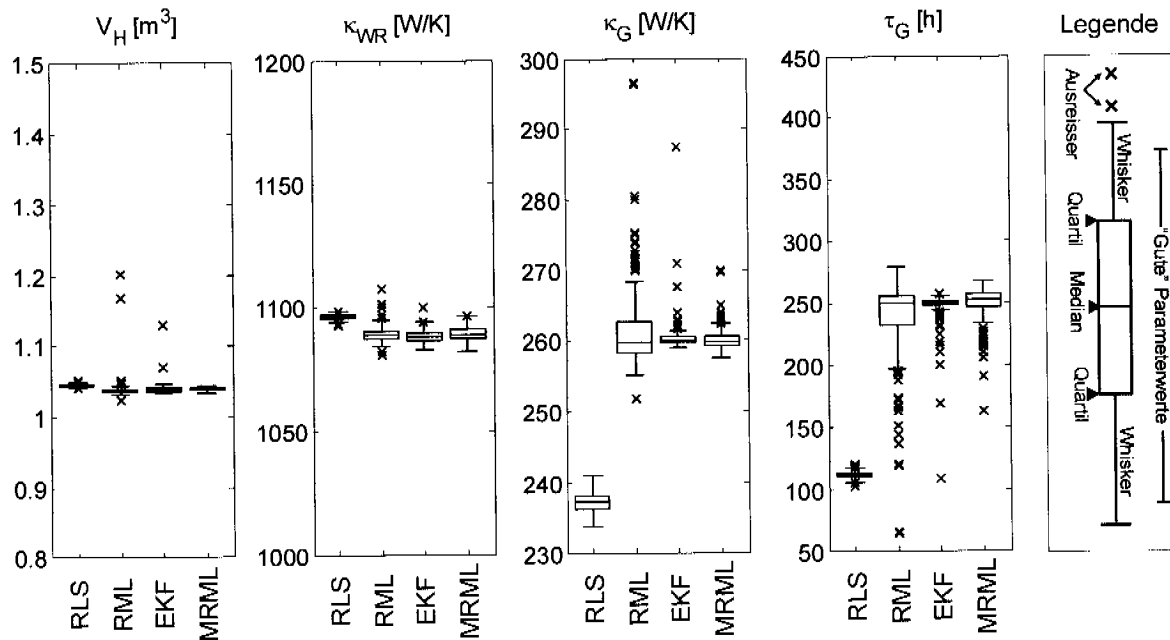 V_H [m³]
κ_WR [W/K]
κ_G [W/K]
τ_G [h]
Legende
1.5
1.4
1.3
1.2
1.1
1
0.9
0.8
RLS
RML
EKF
MRML
1200
1150
1100
1050
1000
RLS
RML
EKF
MRML
300
290
280
270
260
250
240
230
RLS
RML
EKF
MRML
450
400
350
300
250
200
150
100
50
RLS
RML
EKF
MRML
Ausreisser
Whisker
Quartil
Median
Quartil
Whisker
"Gute" Parameterwerte